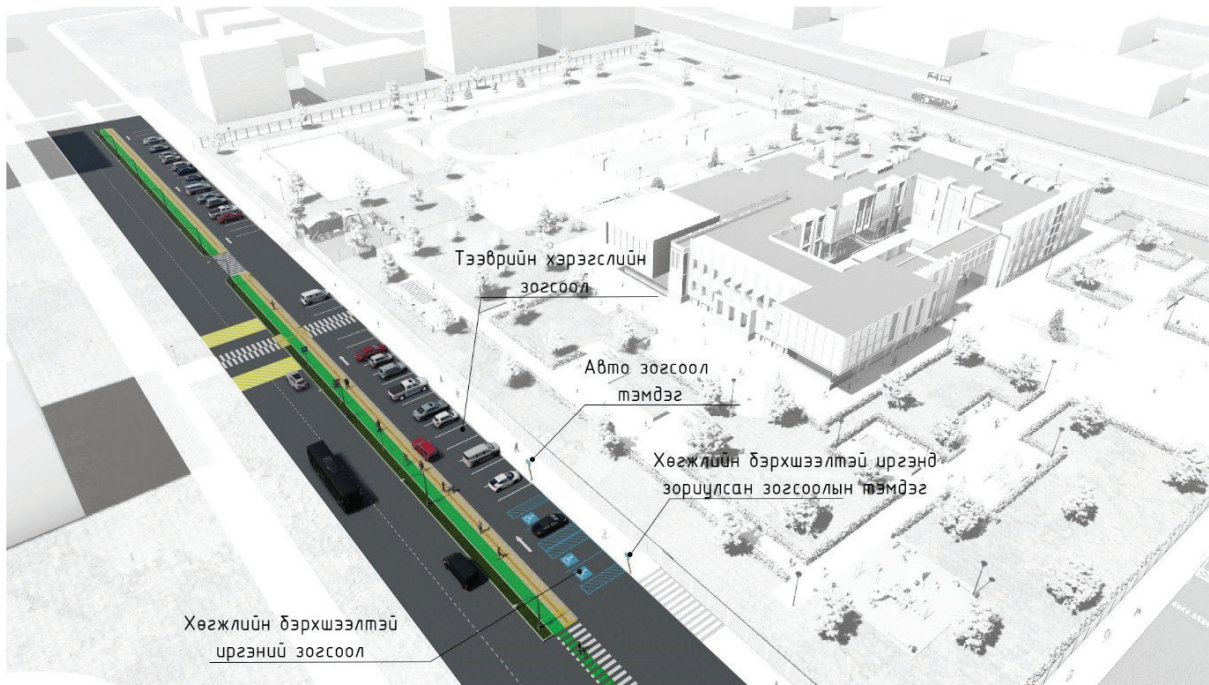 Тээврийн хэрэгслийн
зогсоол
Авто зогсоол
тэмдэг
Хөгжлийн бэрхшээлтэй иргэнд
зориулсан зогсоолын тэмдэг
Хөгжлийн бэрхшээлтэй
иргэний зогсоол